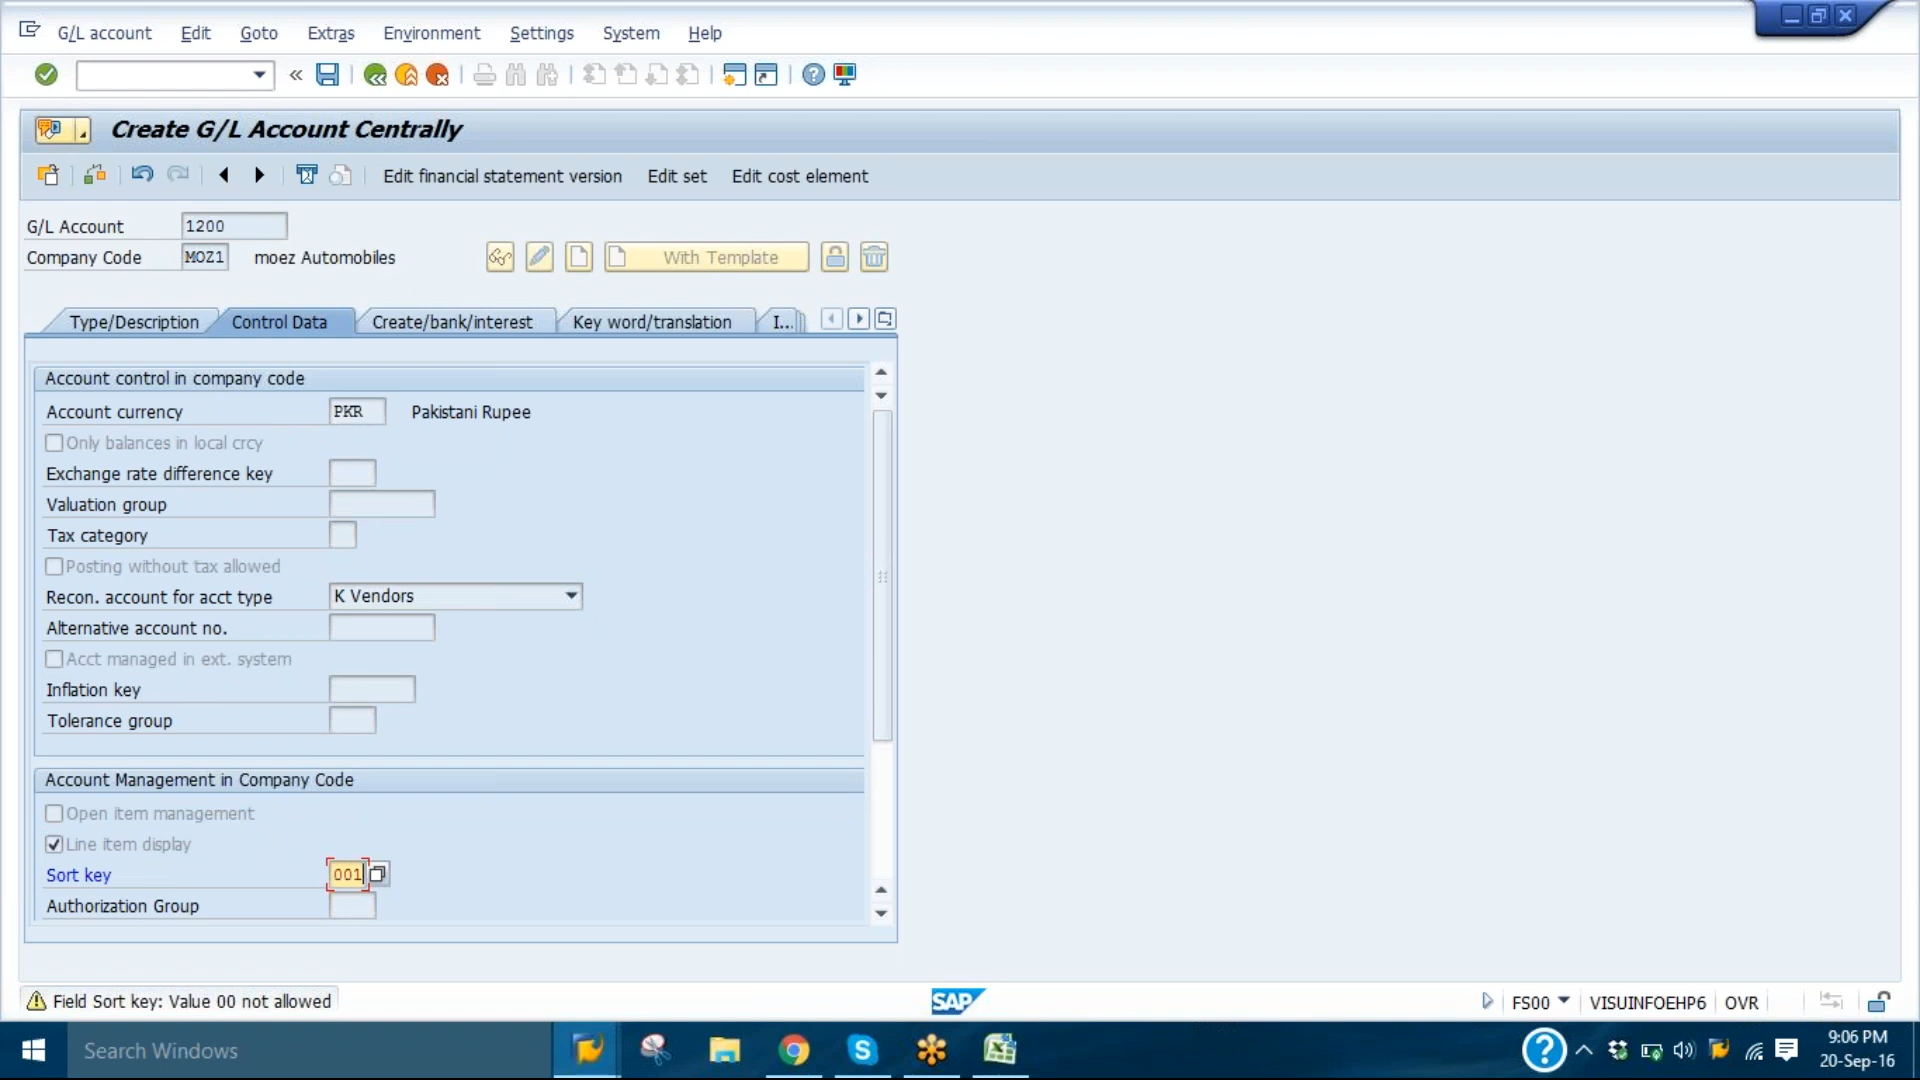 G/L account Edit Goto Extras Environment Settings System Help
Create G/L Account Centrally
Edit financial statement version Edit set Edit cost element
G/L Account 1200
Company Code MOZ1 moez Automobiles With Template
Type/Description Control Data Create/bank/interest Key word/translation I...
Account control in company code
Account currency PKR Pakistani Rupee
Only balances in local crcy
Exchange rate difference key
Valuation group
Tax category
Posting without tax allowed
Recon. account for acct type K Vendors
Alternative account no.
Acct managed in ext. system
Inflation key
Tolerance group
Account Management in Company Code
Open item management
Line item display
Sort key 001
Authorization Group
Field Sort key: Value 00 not allowed SAP FS00 VISUINFOEHP6 OVR
Search Windows 9:06 PM
20-Sep-16